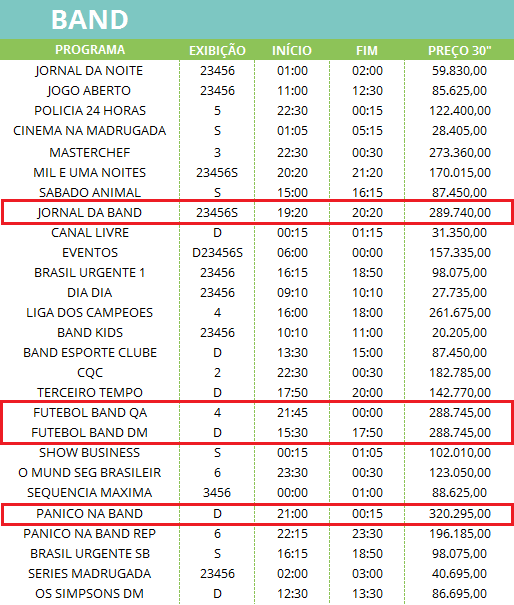 BAND
PROGRAMA EXIBIÇÃO INÍCIO FIM PREÇO 30"
JORNAL DA NOITE 23456 01:00 02:00 59.830,00
JOGO ABERTO 23456 11:00 12:30 85.625,00
POLICIA 24 HORAS 5 22:30 00:15 122.400,00
CINEMA NA MADRUGADA S 01:05 05:15 28.405,00
MASTERCHEF 3 22:30 00:30 273.360,00
MIL E UMA NOITES 23456S 20:20 21:20 170.015,00
SABADO ANIMAL S 15:00 16:15 87.450,00
JORNAL DA BAND 23456S 19:20 20:20 289.740,00
CANAL LIVRE D 00:15 01:15 31.350,00
EVENTOS D23456S 06:00 00:00 157.335,00
BRASIL URGENTE 1 23456 16:15 18:50 98.075,00
DIA DIA 23456 09:10 10:10 27.735,00
LIGA DOS CAMPEOES 4 16:00 18:00 261.675,00
BAND KIDS 23456 10:10 11:00 20.205,00
BAND ESPORTE CLUBE D 13:30 15:00 87.450,00
CQC 2 22:30 00:30 182.785,00
TERCEIRO TEMPO D 17:50 20:00 142.770,00
FUTEBOL BAND QA 4 21:45 00:00 288.745,00
FUTEBOL BAND DM D 15:30 17:50 288.745,00
SHOW BUSINESS S 00:15 01:05 102.010,00
O MUND SEG BRASILEIR 6 23:30 00:30 123.050,00
SEQUENCIA MAXIMA 3456 00:00 01:00 88.625,00
PANICO NA BAND D 21:00 00:15 320.295,00
PANICO NA BAND REP 6 22:15 23:30 196.185,00
BRASIL URGENTE SB S 16:15 18:50 98.075,00
SERIES MADRUGADA 23456 02:00 03:00 40.695,00
OS SIMPSONS DM D 12:30 13:30 86.695,00